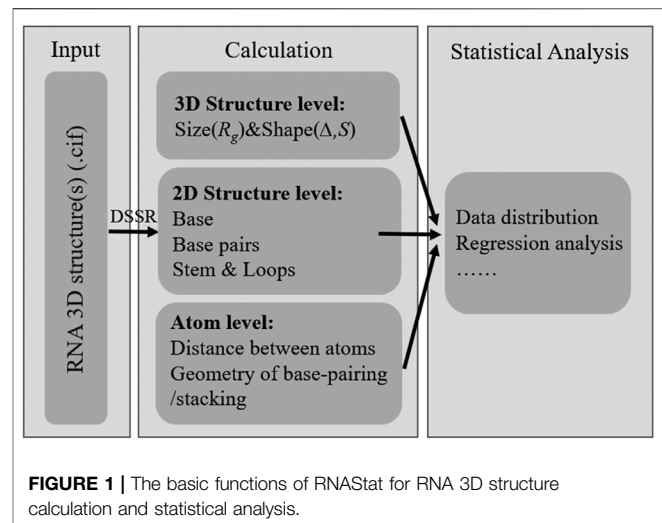 Input
RNA 3D structure(s) (.cif)
DSSR
Calculation
3D Structure level:
Size(Rg)&Shape(Δ,S)
2D Structure level:
Base
Base pairs
Stem & Loops
Atom level:
Distance between atoms
Geometry of base-pairing
/stacking
Statistical Analysis
Data distribution
Regression analysis
……
FIGURE 1 | The basic functions of RNAStat for RNA 3D structure
calculation and statistical analysis.